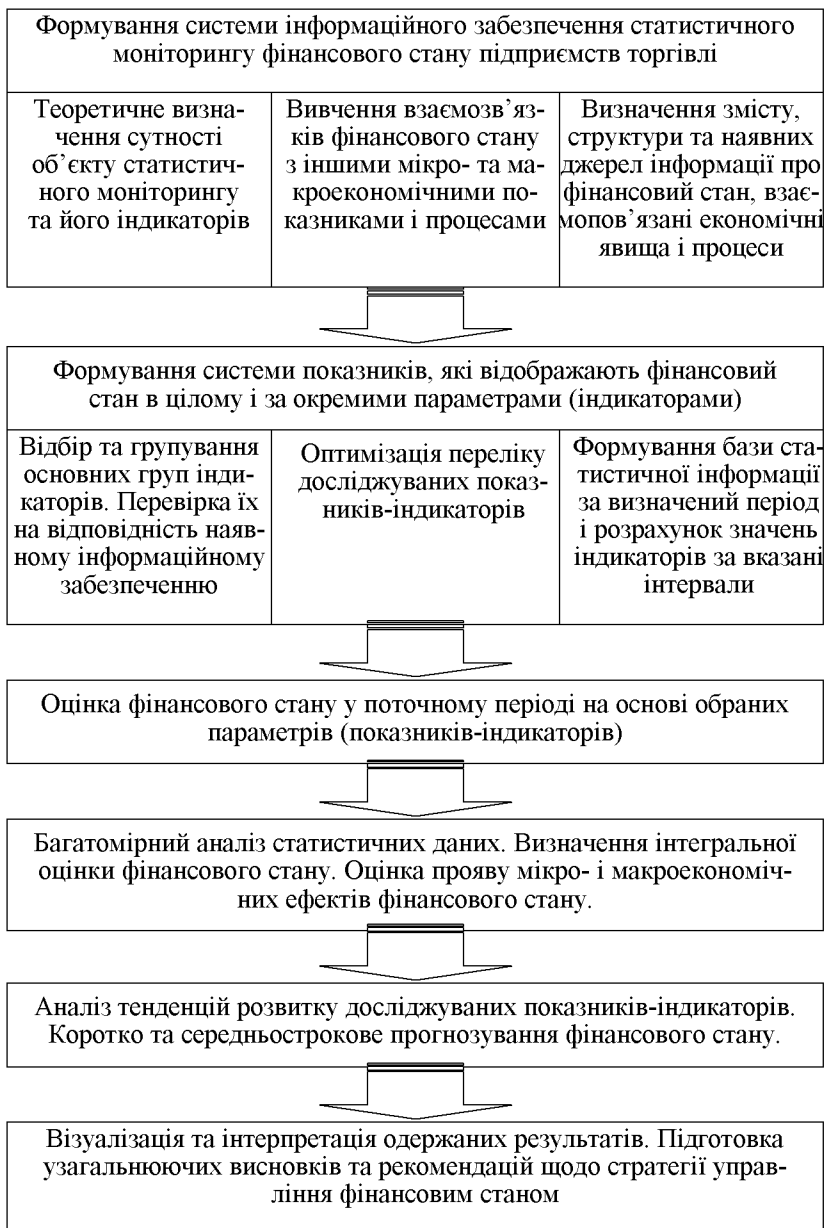 Формування системи інформаційного забезпечення статистичного
моніторингу фінансового стану підприємств торгівлі
Теоретичне визна-
чення сутності
об’єкту статистич-
ного моніторингу
та його індикаторів
Вивчення взаємозв’яз-
ків фінансового стану
з іншими мікро- та ма-
кроекономічними по-
казниками і процесами
Визначення змісту,
структури та наявних
джерел інформації про
фінансовий стан, взає-
мопов’язані економічні
явища і процеси
Формування системи показників, які відображають фінансовий
стан в цілому і за окремими параметрами (індикаторами)
Відбір та групування
основних груп інди-
каторів. Перевірка їх
на відповідність наяв-
ному інформаційному
забезпеченню
Оптимізація переліку
досліджуваних показ-
ників-індикаторів
Формування бази ста-
тистичної інформації
за визначений період
і розрахунок значень
індикаторів за вказані
інтервали
Оцінка фінансового стану у поточному періоді на основі обраних
параметрів (показників-індикаторів)
Багатомірний аналіз статистичних даних. Визначення інтегральної
оцінки фінансового стану. Оцінка прояву мікро- і макроекономіч-
них ефектів фінансового стану.
Аналіз тенденцій розвитку досліджуваних показників-індикаторів.
Коротко та середньострокове прогнозування фінансового стану.
Візуалізація та інтерпретація одержаних результатів. Підготовка
узагальнюючих висновків та рекомендацій щодо стратегії управ-
ління фінансовим станом